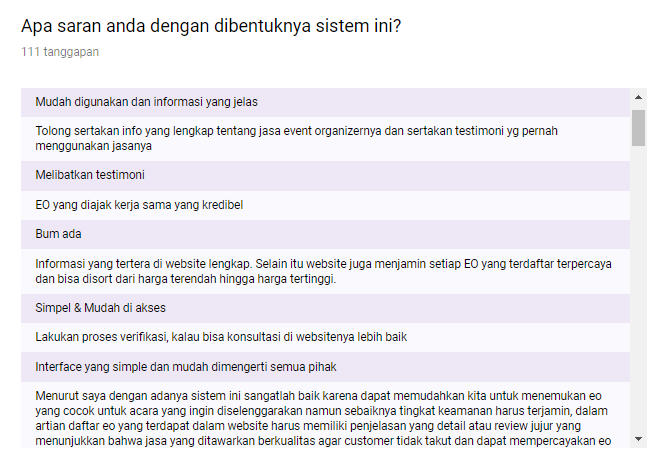 Apa saran anda dengan dibentuknya sistem ini?
111 tanggapan
Mudah digunakan dan informasi yang jelas
Tolong sertakan info yang lengkap tentang jasa event organizernya dan sertakan testimoni yg pernah
menggunakan jasanya
Melibatkan testimoni
EO yang diajak kerja sama yang kredibel
Bum ada
Informasi yang tertera di website lengkap. Selain itu website juga menjamin setiap EO yang terdaftar terpercaya
dan bisa disort dari harga terendah hingga harga tertinggi.
Simpel & Mudah di akses
Lakukan proses verifikasi, kalau bisa konsultasi di websitenya lebih baik
Interface yang simple dan mudah dimengerti semua pihak
Menurut saya dengan adanya sistem ini sangatlah baik karena dapat memudahkan kita untuk menemukan eo
yang cocok untuk acara yang ingin diselenggarakan namun sebaiknya tingkat keamanan harus terjamin, dalam
artian daftar eo yang terdapat dalam website harus memiliki penjelasan yang detail atau review jujur yang
menunjukkan bahwa jasa yang ditawarkan berkualitas agar customer tidak takut dan dapat mempercayakan eo